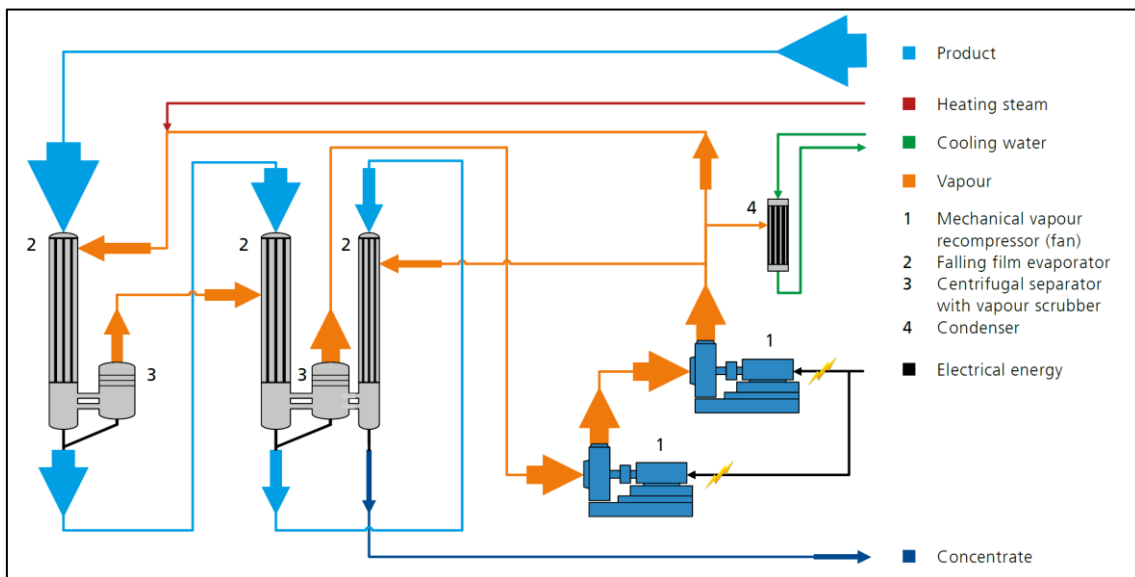 Product
Heating steam
Cooling water
Vapour
1 Mechanical vapour
recompressor (fan)
2 Falling film evaporator
3 Centrifugal separator
with vapour scrubber
4 Condenser
Electrical energy
Concentrate
2
2
2
4
3
3
1
1